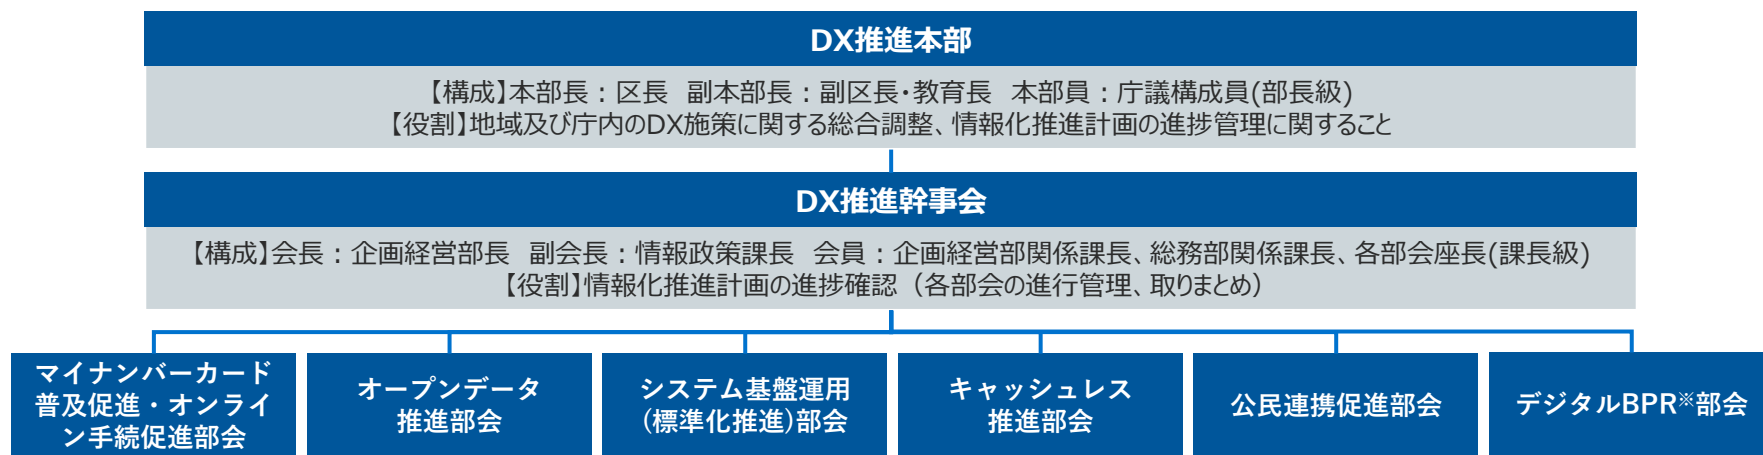 DX推進本部
【構成】本部長：区長　副本部長：副区長・教育長　本部員：庁議構成員(部長級)
【役割】地域及び庁内のDX施策に関する総合調整、情報化推進計画の進捗管理に関すること
DX推進幹事会
【構成】会長：企画経営部長　副会長：情報政策課長　会員：企画経営部関係課長、総務部関係課長、各部会座長(課長級)
【役割】情報化推進計画の進捗確認（各部会の進行管理、取りまとめ）
マイナンバーカード
普及促進・オンライ
ン手続促進部会
オープンデータ
推進部会
システム基盤運用
(標準化推進)部会
キャッシュレス
推進部会
公民連携促進部会
デジタルBPR※部会